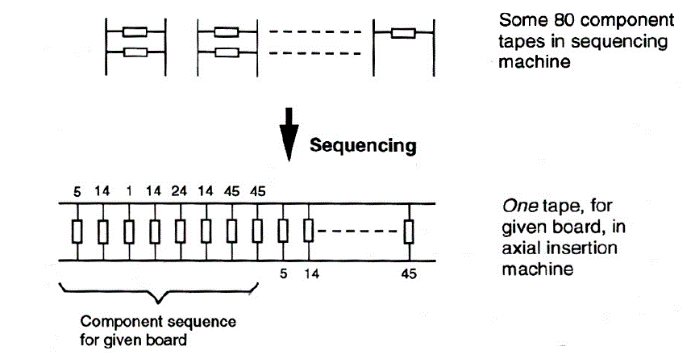 Some 80 component
tapes in sequencing
machine
Sequencing
5 14 1 14 24 14 45 45
One tape, for
given board, in
axial insertion
machine
5 14 45
Component sequence
for given board